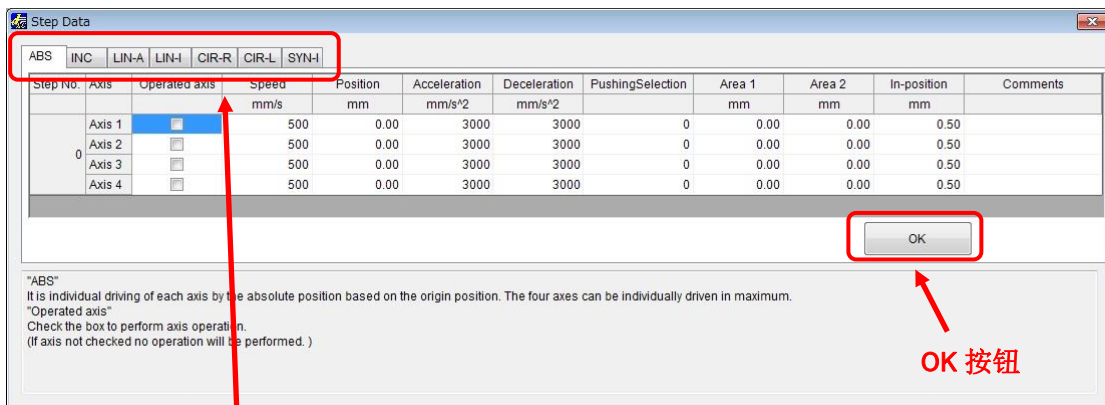 Step Data
ABS INC LIN-A LIN-I CIR-R CIR-L SYN-I
Step No. Axis Operated axis Speed Position Acceleration Deceleration PushingSelection Area 1 Area 2 In-position Comments
mm/s mm mm/s^2 mm/s^2 mm mm mm
0
Axis 1 500 0.00 3000 3000 0 0.00 0.00 0.50
Axis 2 500 0.00 3000 3000 0 0.00 0.00 0.50
Axis 3 500 0.00 3000 3000 0 0.00 0.00 0.50
Axis 4 500 0.00 3000 3000 0 0.00 0.00 0.50
OK
"ABS"
It is individual driving of each axis by the absolute position based on the origin position. The four axes can be individually driven in maximum.
"Operated axis"
Check the box to perform axis operation.
(If axis not checked no operation will be performed. )
OK 按钮